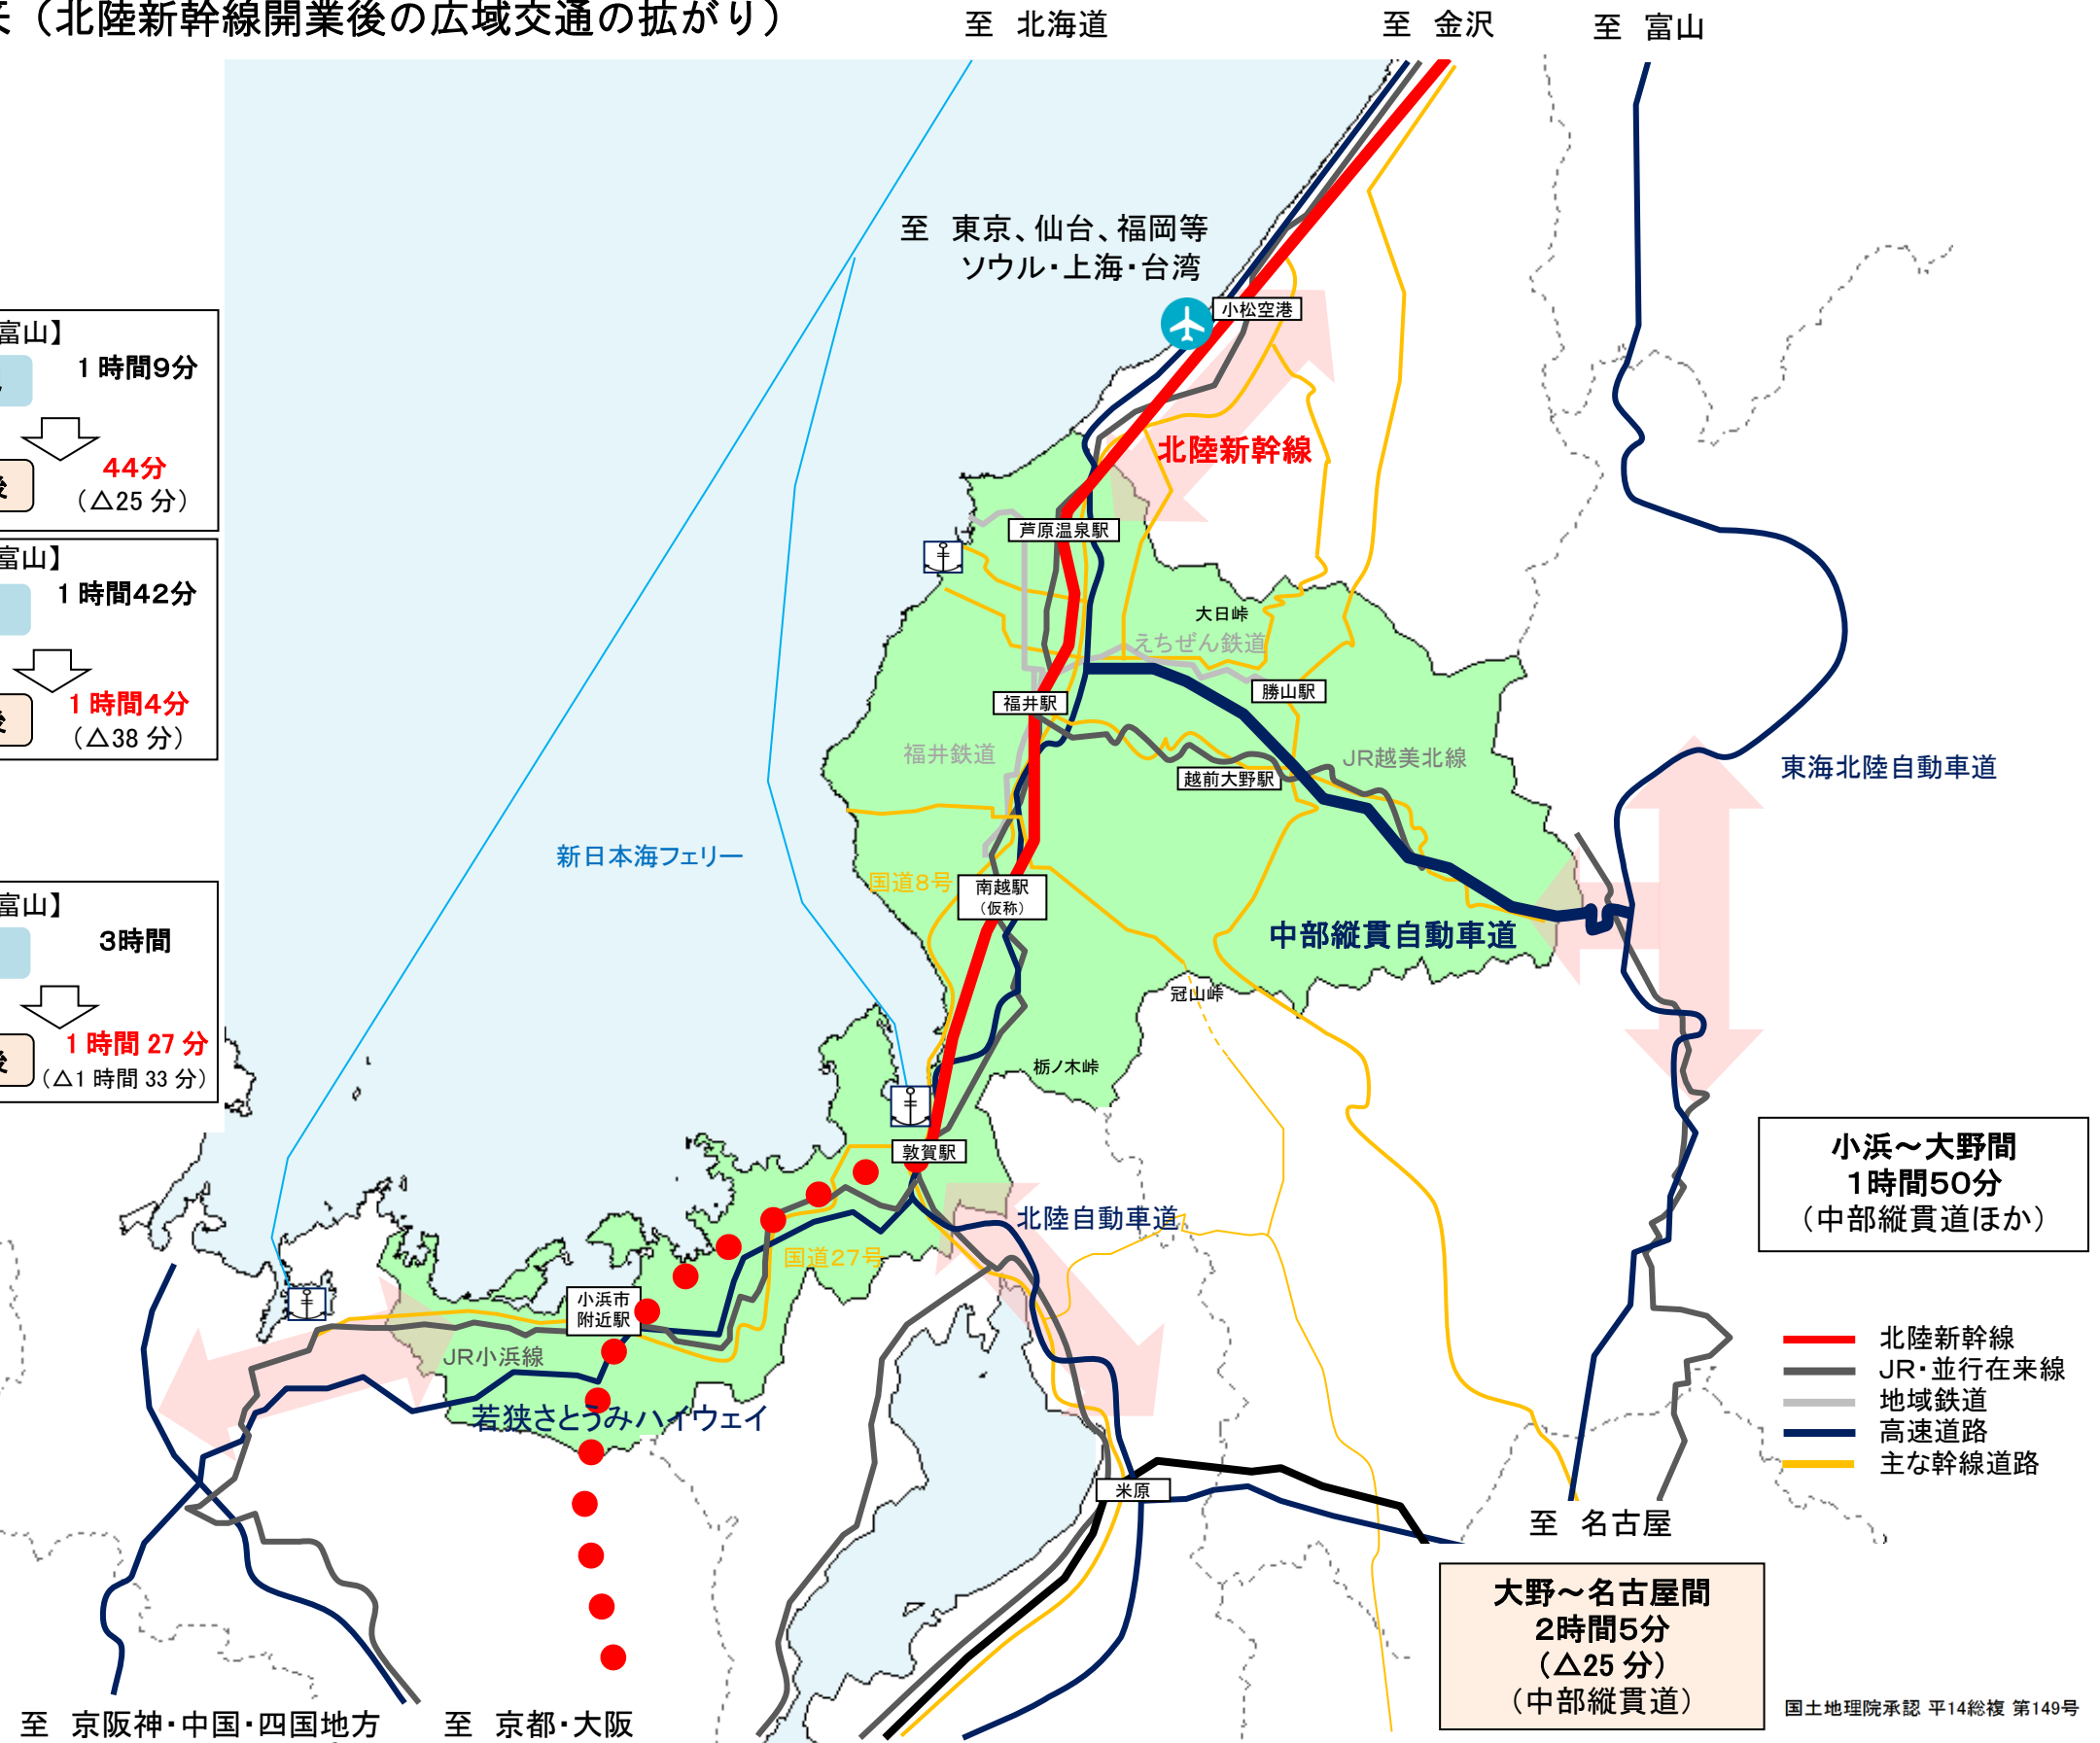 （北陸新幹線開業後の広域交通の拡がり）
至 北海道
至 金沢
至 富山
至 東京、仙台、福岡等
ソウル・上海・台湾
小松空港
富山】
1時間9分
44分
（△25分）
後
富山】
1時間42分
1時間4分
（△38分）
後
富山】
3時間
1時間27分
（△1時間33分）
後
北陸新幹線
芦原温泉駅
大日峠
えちぜん鉄道
勝山駅
福井駅
福井鉄道
JR越美北線
越前大野駅
東海北陸自動車道
新日本海フェリー
国道8号
南越駅
（仮称）
中部縦貫自動車道
冠山峠
栃ノ木峠
敦賀駅
北陸自動車道
国道27号
小浜市
附近駅
JR小浜線
若狭さとうみハイウェイ
米原
小浜～大野間
1時間50分
（中部縦貫道ほか）
北陸新幹線
JR・並行在来線
地域鉄道
高速道路
主な幹線道路
至 名古屋
大野～名古屋間
2時間5分
（△25分）
（中部縦貫道）
国土地理院承認 平14総複 第149号
至 京阪神・中国・四国地方
至 京都・大阪